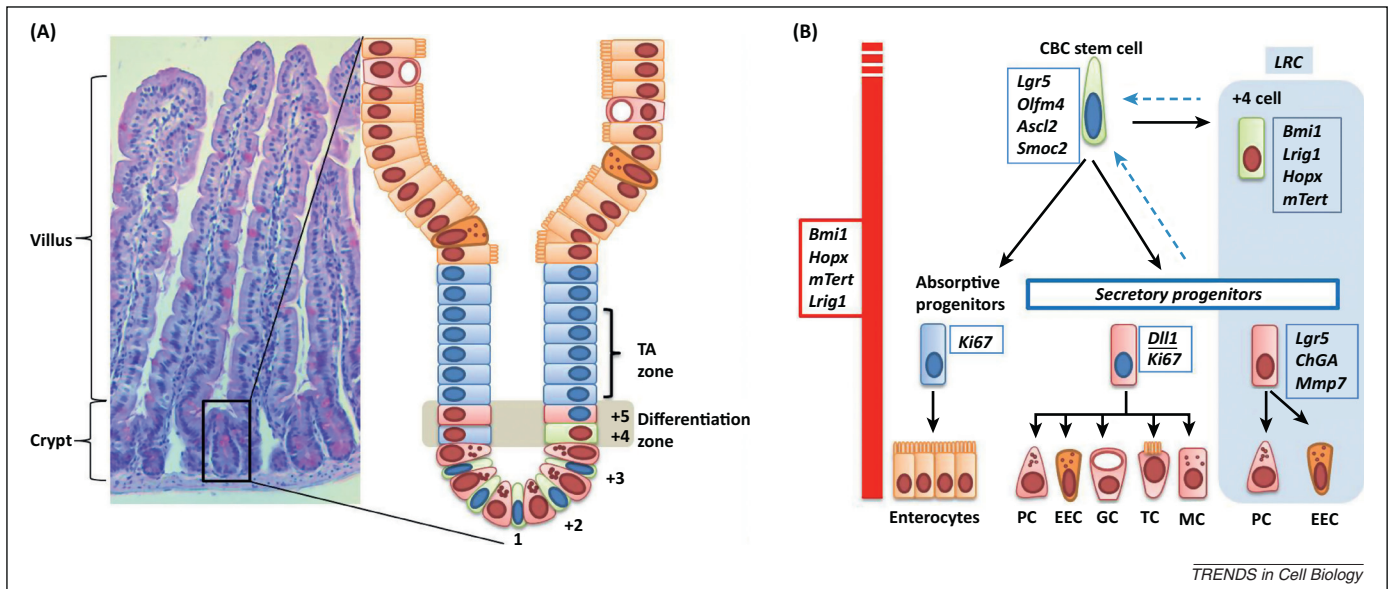 (A)
Villus
Crypt
TA
zone
+5
+4
Differentiation
zone
+3
+2
1
(B)
CBC stem cell
Lgr5
Olfm4
Ascl2
Smoc2
LRC
+4 cell
Bmi1
Lrig1
Hopx
mTert
Bmi1
Hopx
mTert
Lrig1
Absorptive
progenitors
Secretory progenitors
Ki67
Dll1
Ki67
Lgr5
ChGA
Mmp7
Enterocytes
PC EEC GC TC MC PC EEC
TRENDS in Cell Biology